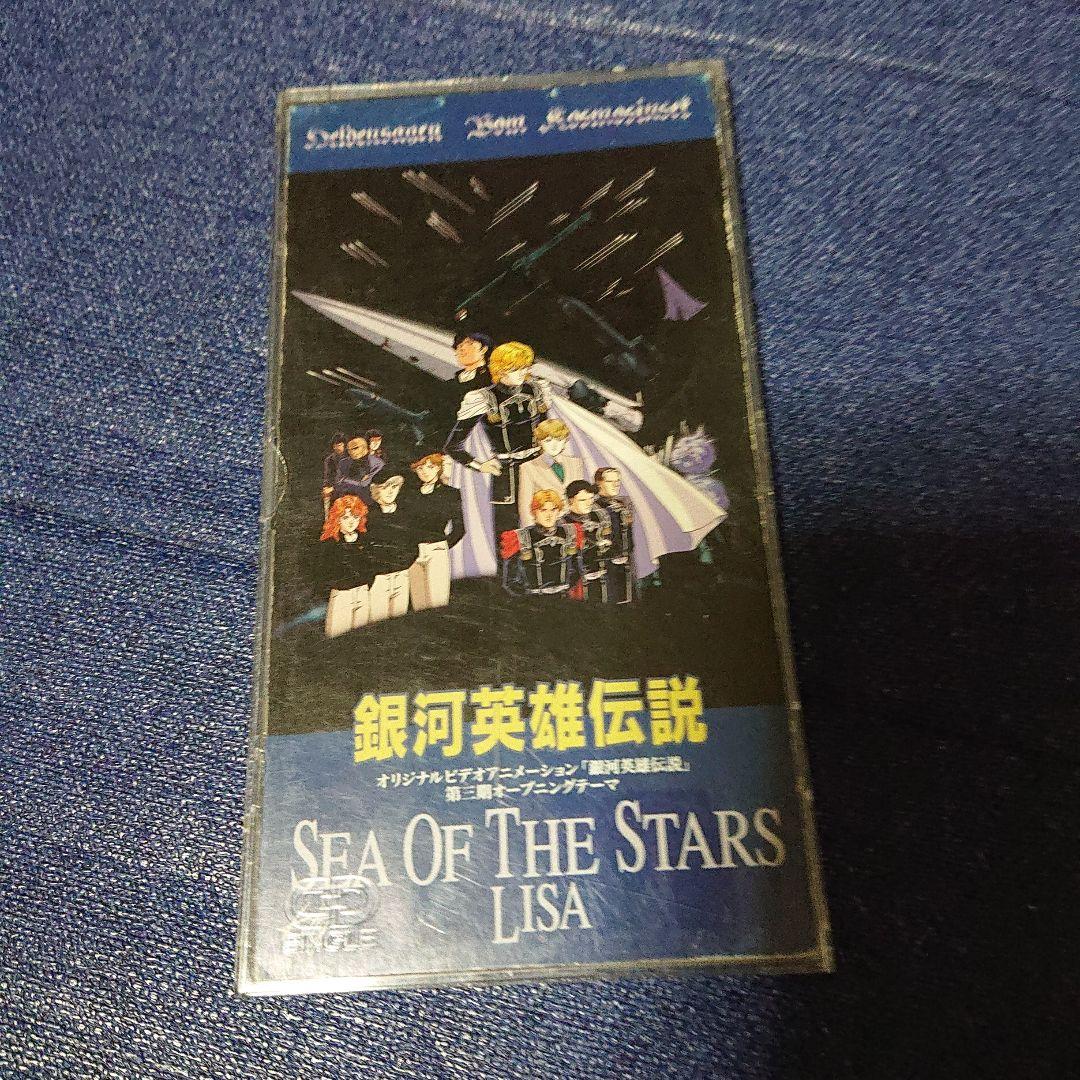 Heldensagen Vom Kosmosinsel
銀河英雄伝説
オリジナルビデオアニメーション「銀河英雄伝説」
第三期オープニングテーマ
SEA OF THE STARS
LISA
CD
SINGLE